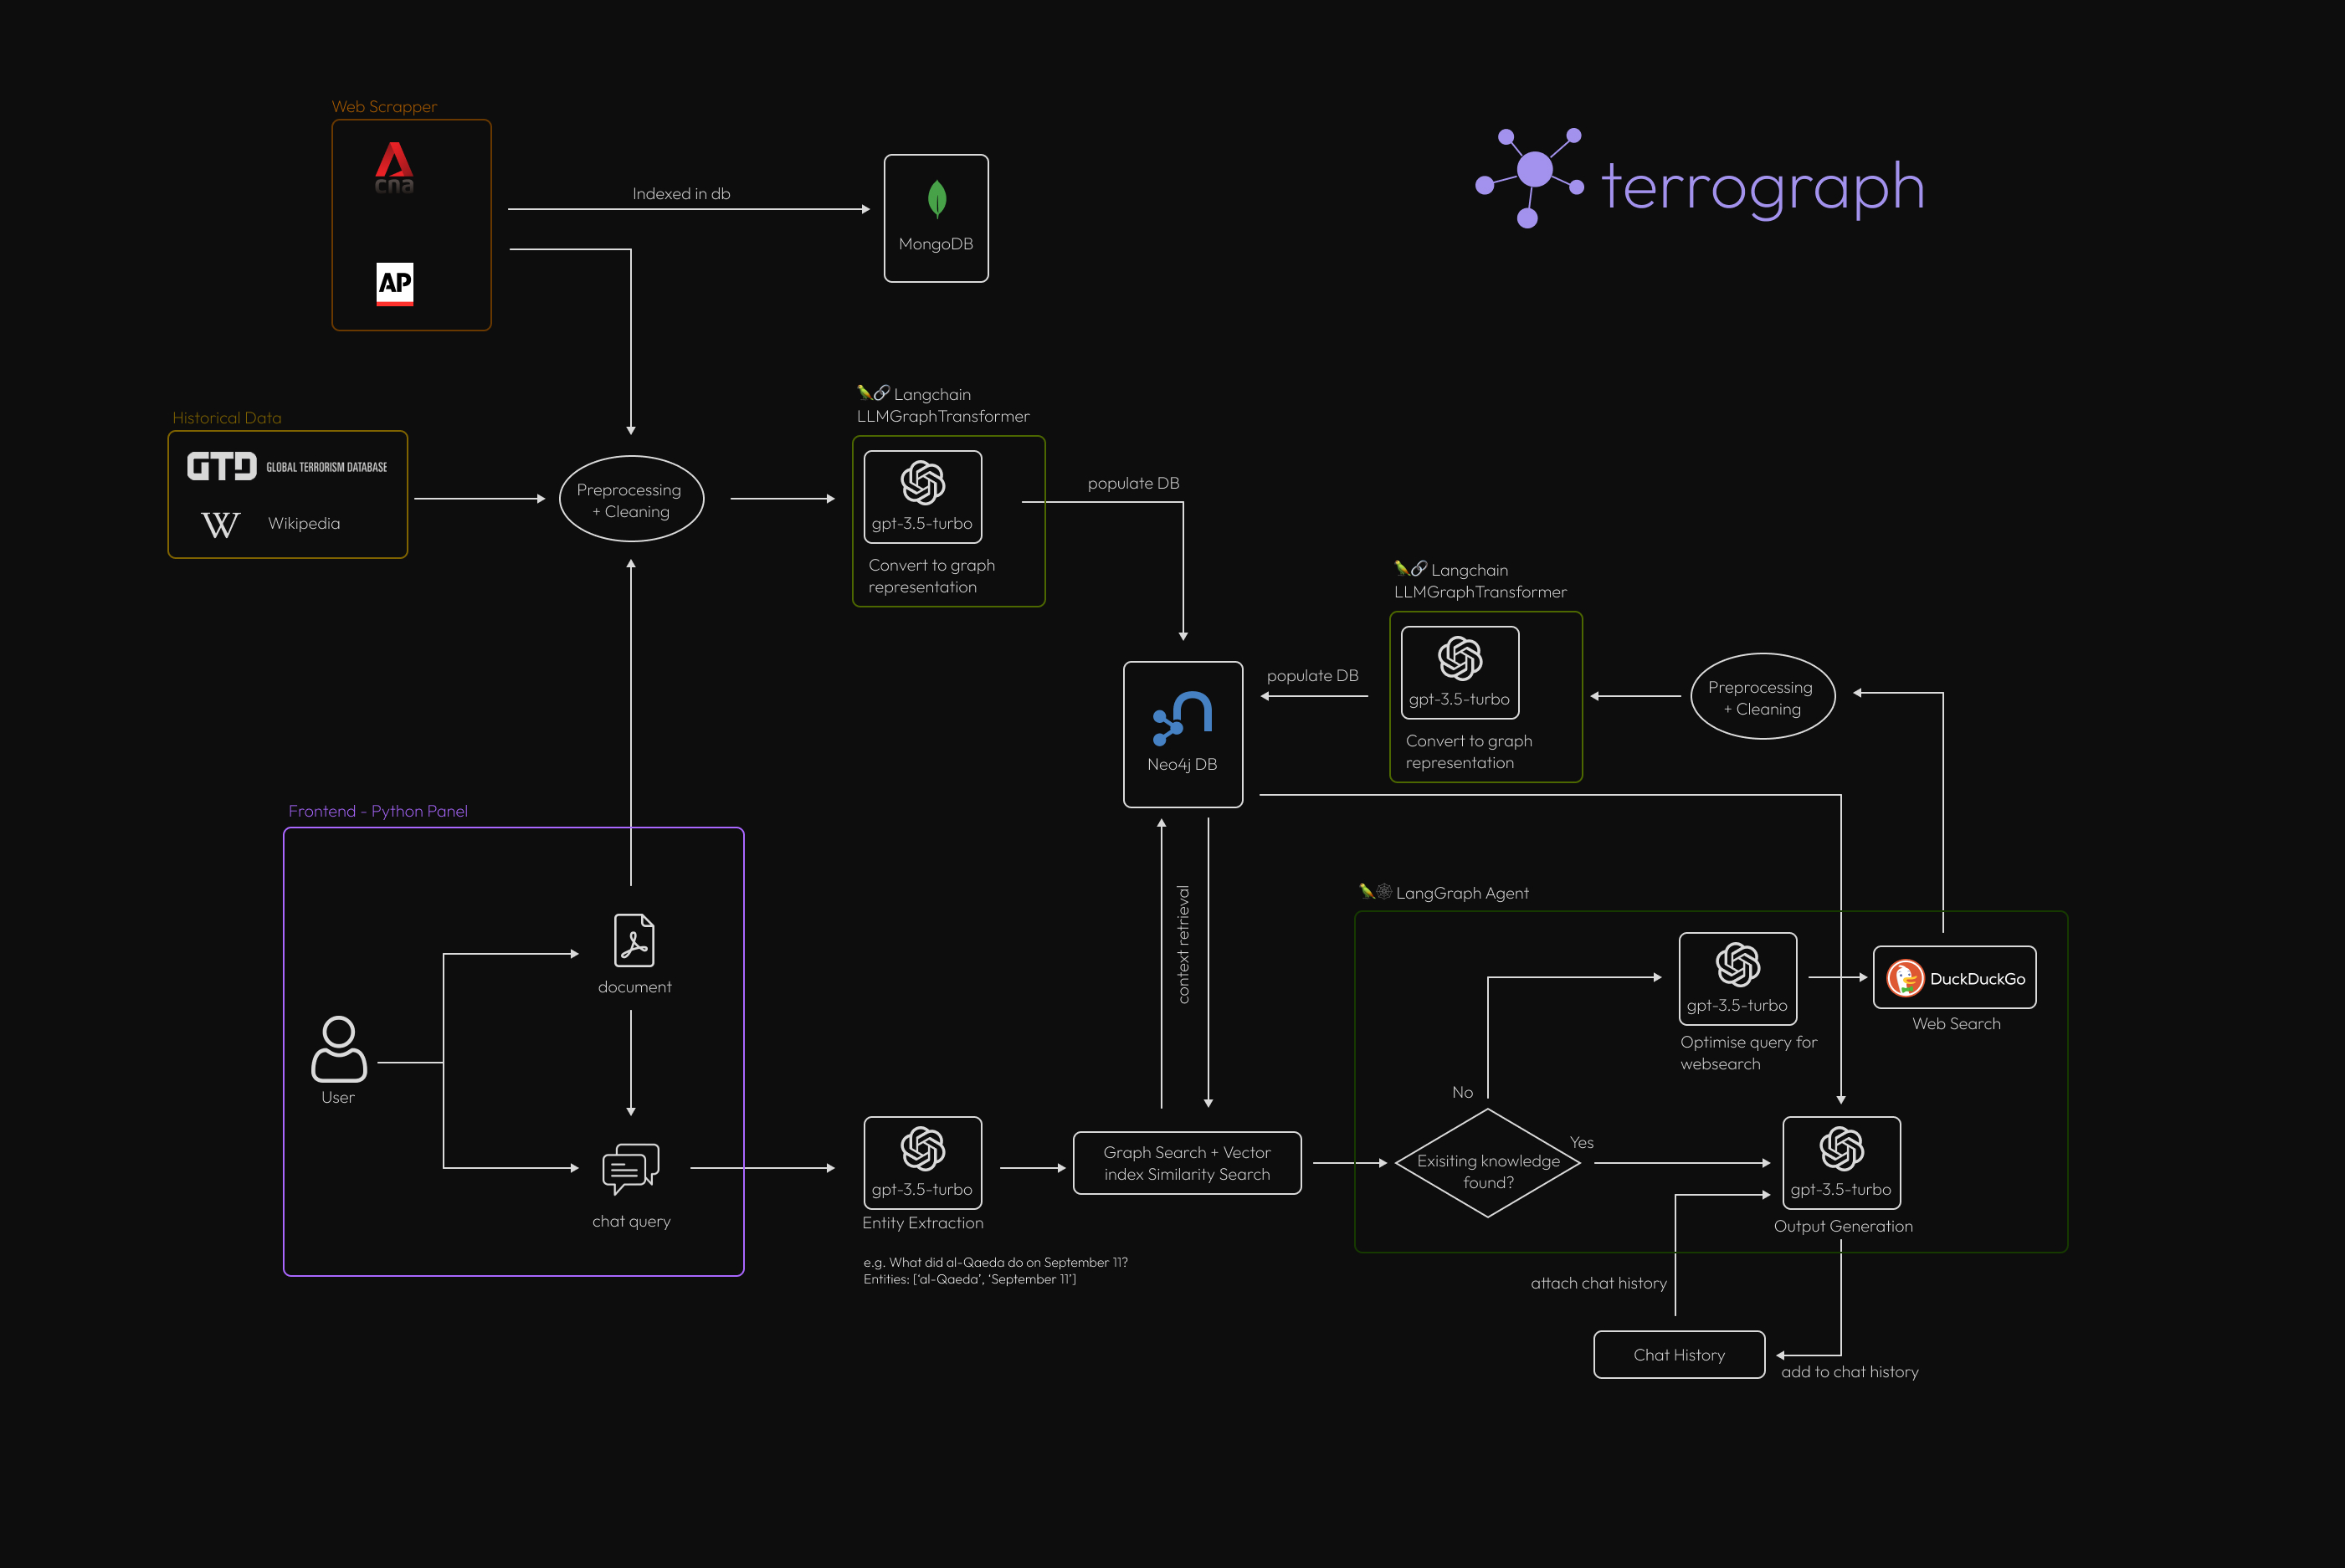 Web Scrapper
cna
AP
Indexed in db
MongoDB
terrograph
Historical Data
GTD GLOBAL TERRORISM DATABASE
W Wikipedia
Preprocessing
+ Cleaning
Langchain
LLMGraphTransformer
gpt-3.5-turbo
Convert to graph
representation
populate DB
Neo4j DB
populate DB
Langchain
LLMGraphTransformer
gpt-3.5-turbo
Convert to graph
representation
Preprocessing
+ Cleaning
Frontend - Python Panel
User
document
chat query
gpt-3.5-turbo
Entity Extraction
e.g. What did al-Qaeda do on September 11?
Entities: [‘al-Qaeda’, ‘September 11’]
context retrieval
Graph Search + Vector
index Similarity Search
LangGraph Agent
Exisiting knowledge
found?
No
Yes
gpt-3.5-turbo
Optimise query for
websearch
DuckDuckGo
Web Search
gpt-3.5-turbo
Output Generation
attach chat history
Chat History
add to chat history